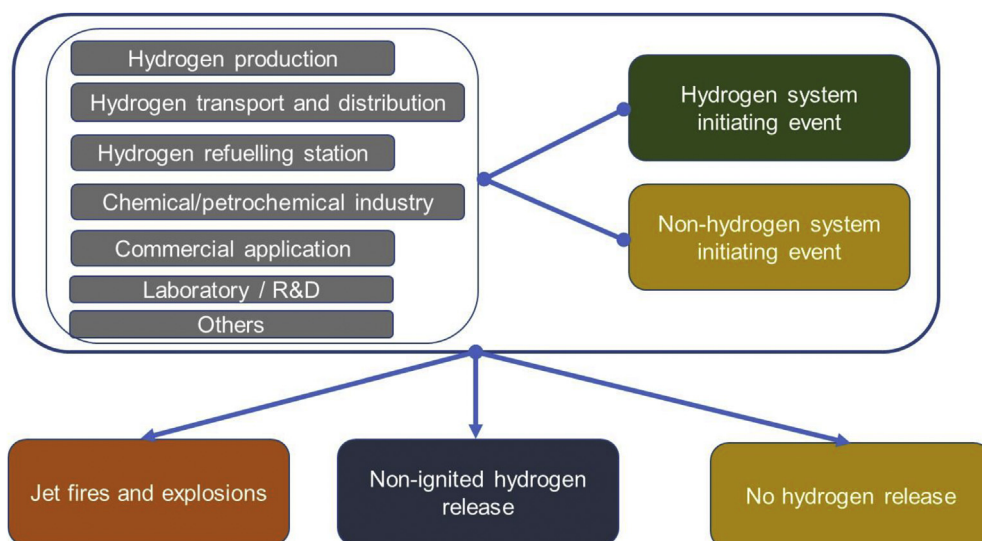 Hydrogen production
Hydrogen transport and distribution
Hydrogen refuelling station
Chemical/petrochemical industry
Commercial application
Laboratory / R&D
Others
Hydrogen system
initiating event
Non-hydrogen system
initiating event
Jet fires and explosions
Non-ignited hydrogen
release
No hydrogen release